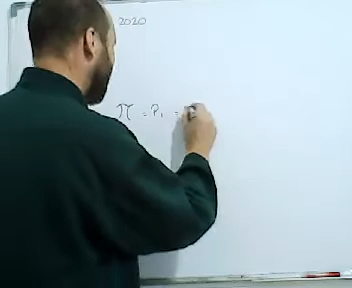 2020
π = P, =